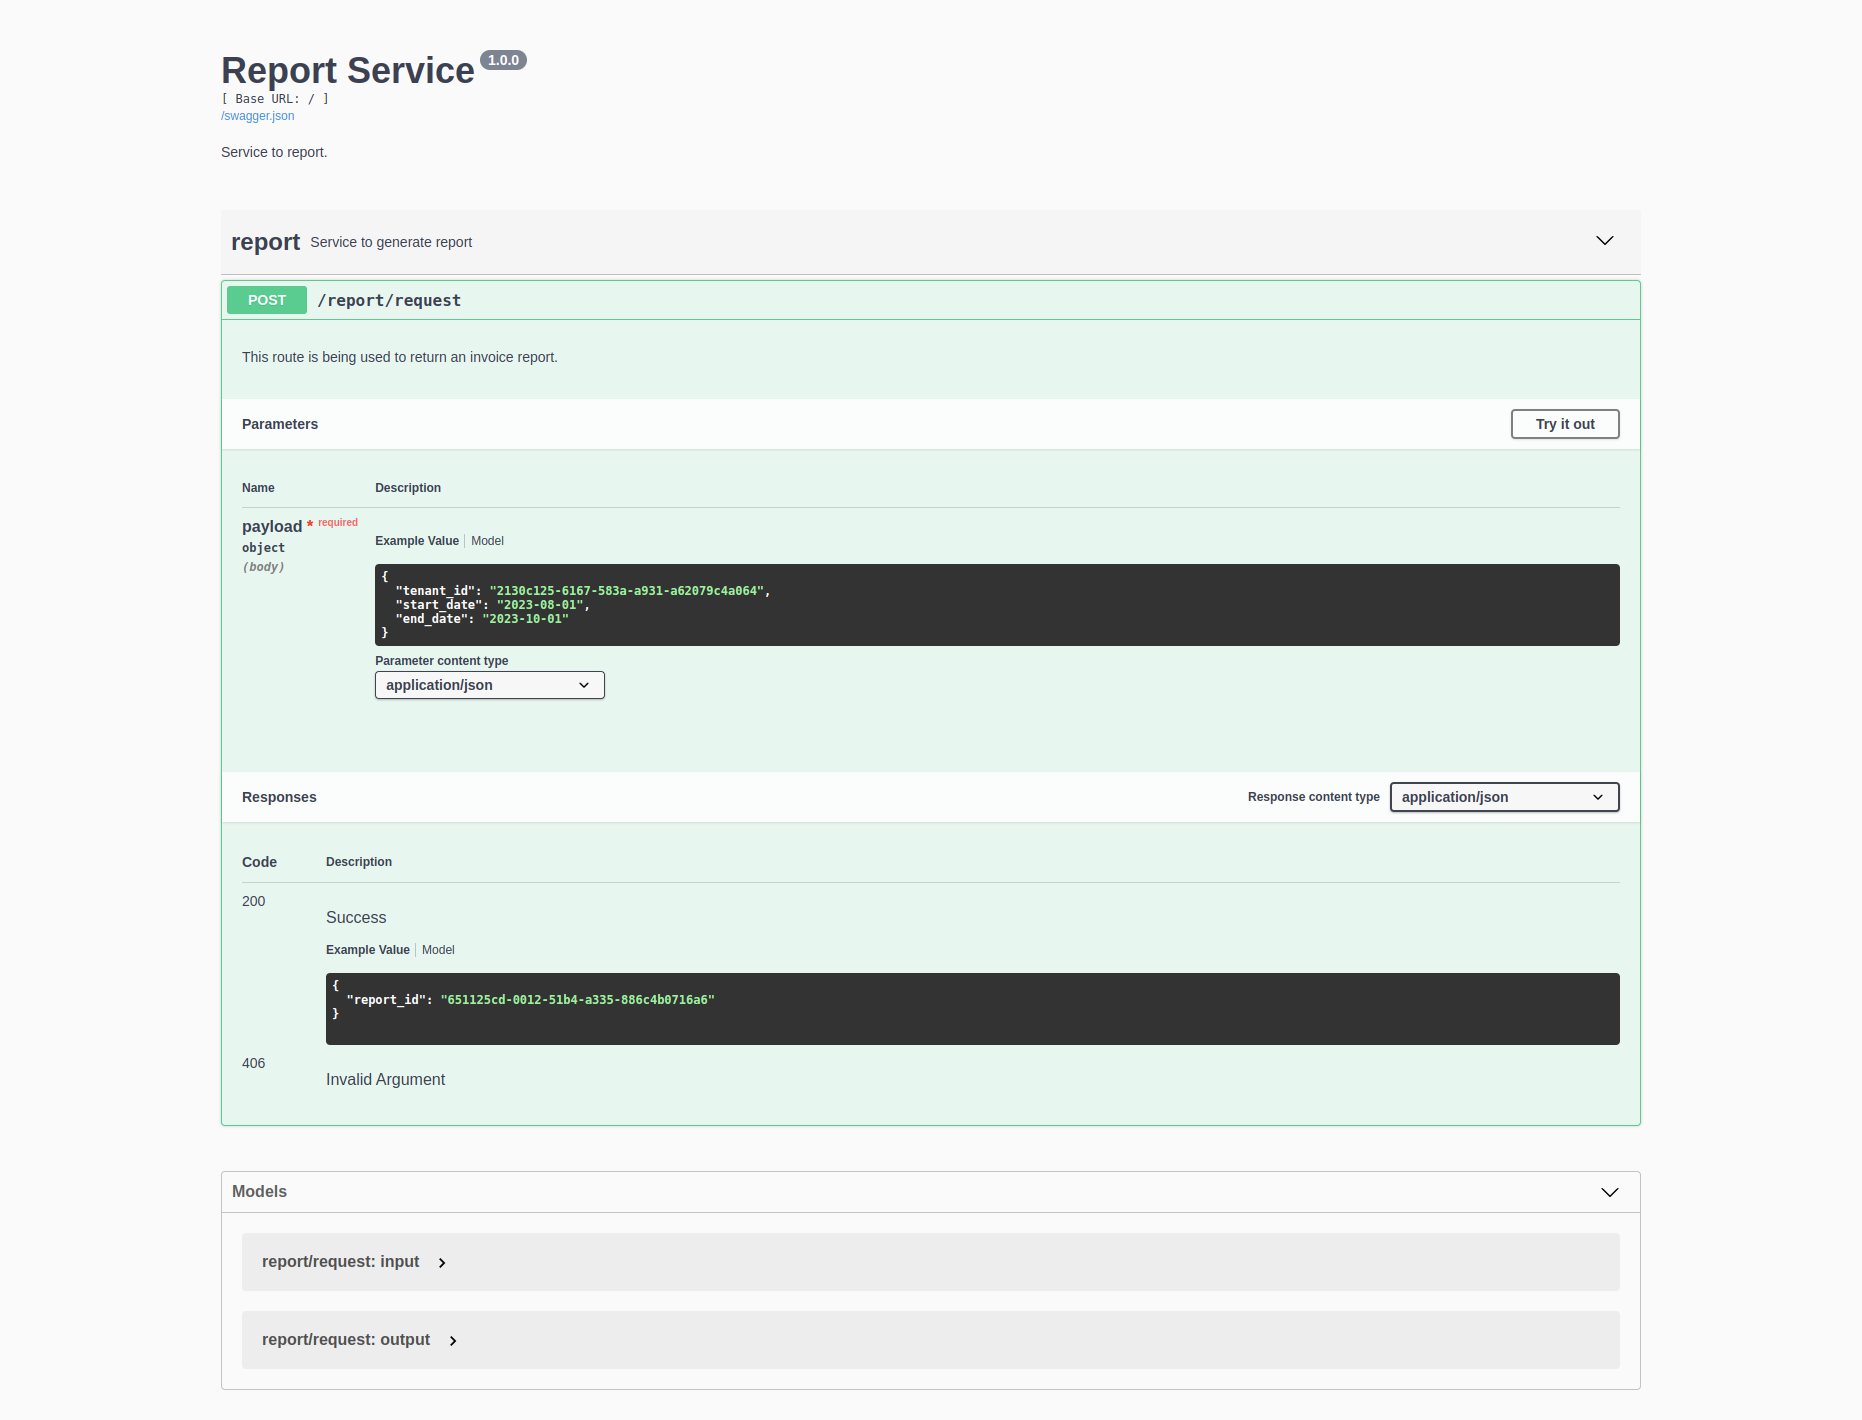 Report Service 1.0.0
[ Base URL: / ]
/swagger.json
Service to report.
report Service to generate report
POST /report/request
This route is being used to return an invoice report.
Parameters Try it out
Name Description
payload * required
object
(body)
Example Value Model
{
"tenant_id": "2130c125-6167-583a-a931-a62079c4a064",
"start_date": "2023-08-01",
"end_date": "2023-10-01"
}
Parameter content type
application/json
Responses Response content type application/json
Code Description
200
Success
Example Value Model
{
"report_id": "651125cd-0012-51b4-a335-886c4b0716a6"
}
406
Invalid Argument
Models
report/request: input
report/request: output